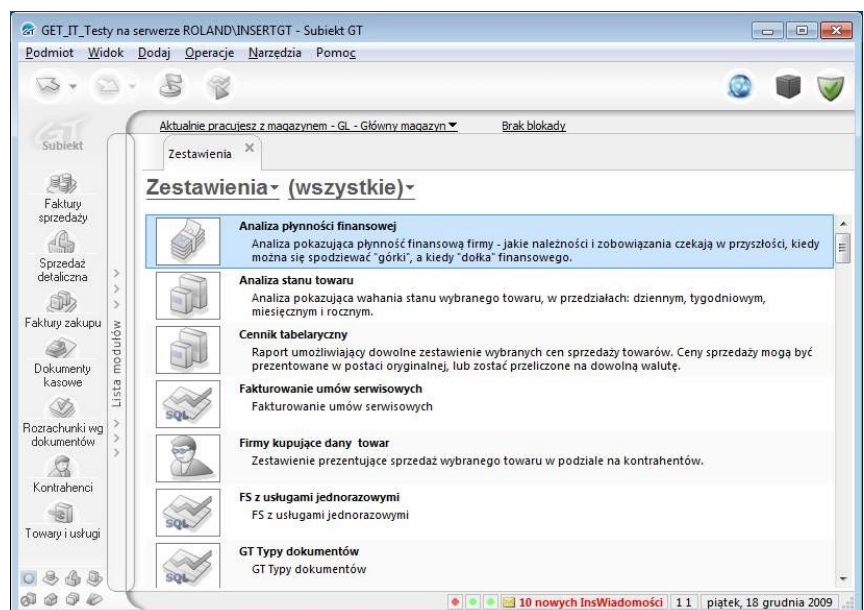 GET_IT_Testy na serwerze ROLAND\INSERTGT - Subiekt GT
Podmiot Widok Dodaj Operacje Narzędzia Pomoc
GT
Subiekt
Aktualnie pracujesz z magazynem - GL - Główny magazyn Brak blokady
Zestawienia
Zestawienia (wszystkie)
Faktury
sprzedaży
Sprzedaż
detaliczna
Faktury zakupu
Dokumenty
kasowe
Rozrachunki wg
dokumentów
Kontrahenci
Towary i usługi
Lista modułów
Analiza płynności finansowej
Analiza pokazująca płynność finansową firmy - jakie należności i zobowiązania czekają w przyszłości, kiedy
można się spodziewać "górki", a kiedy "dołka" finansowego.
Analiza stanu towaru
Analiza pokazująca wahania stanu wybranego towaru, w przedziałach: dziennym, tygodniowym,
miesięcznym i rocznym.
Cennik tabelaryczny
Raport umożliwiający dowolne zestawienie wybranych cen sprzedaży towarów. Ceny sprzedaży mogą być
prezentowane w postaci oryginalnej, lub zostać przeliczone na dowolną walutę.
SQL
Fakturowanie umów serwisowych
Fakturowanie umów serwisowych
Firmy kupujące dany towar
Zestawienie prezentujące sprzedaż wybranego towaru w podziale na kontrahentów.
SQL
FS z usługami jednorazowymi
FS z usługami jednorazowymi
SQL
GT Typy dokumentów
GT Typy dokumentów
10 nowych InsWiadomości 1 1 piątek, 18 grudnia 2009